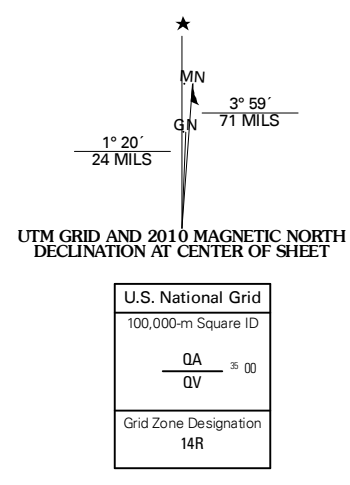 ★
MN
3° 59´
71 MILS
GN
1° 20´
24 MILS
UTM GRID AND 2010 MAGNETIC NORTH
DECLINATION AT CENTER OF SHEET
U.S. National Grid
100,000-m Square ID
QA
35 00
QV
Grid Zone Designation
14R